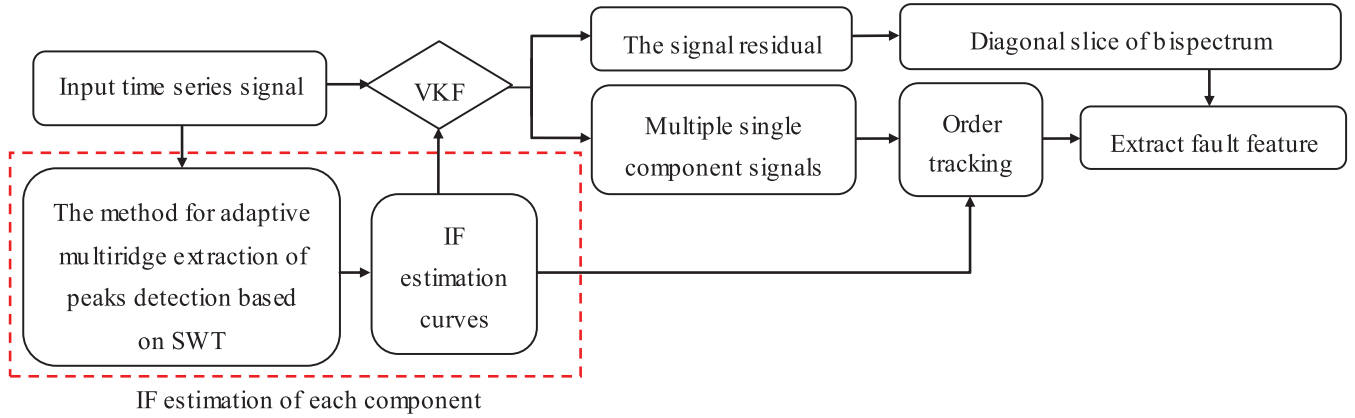 Input time series signal
VKF
The signal residual
Diagonal slice of bispectrum
Multiple single
component signals
Order
tracking
Extract fault feature
The method for adaptive
multiridge extraction of
peaks detection based
on SWT
IF
estimation
curves
IF estimation of each component